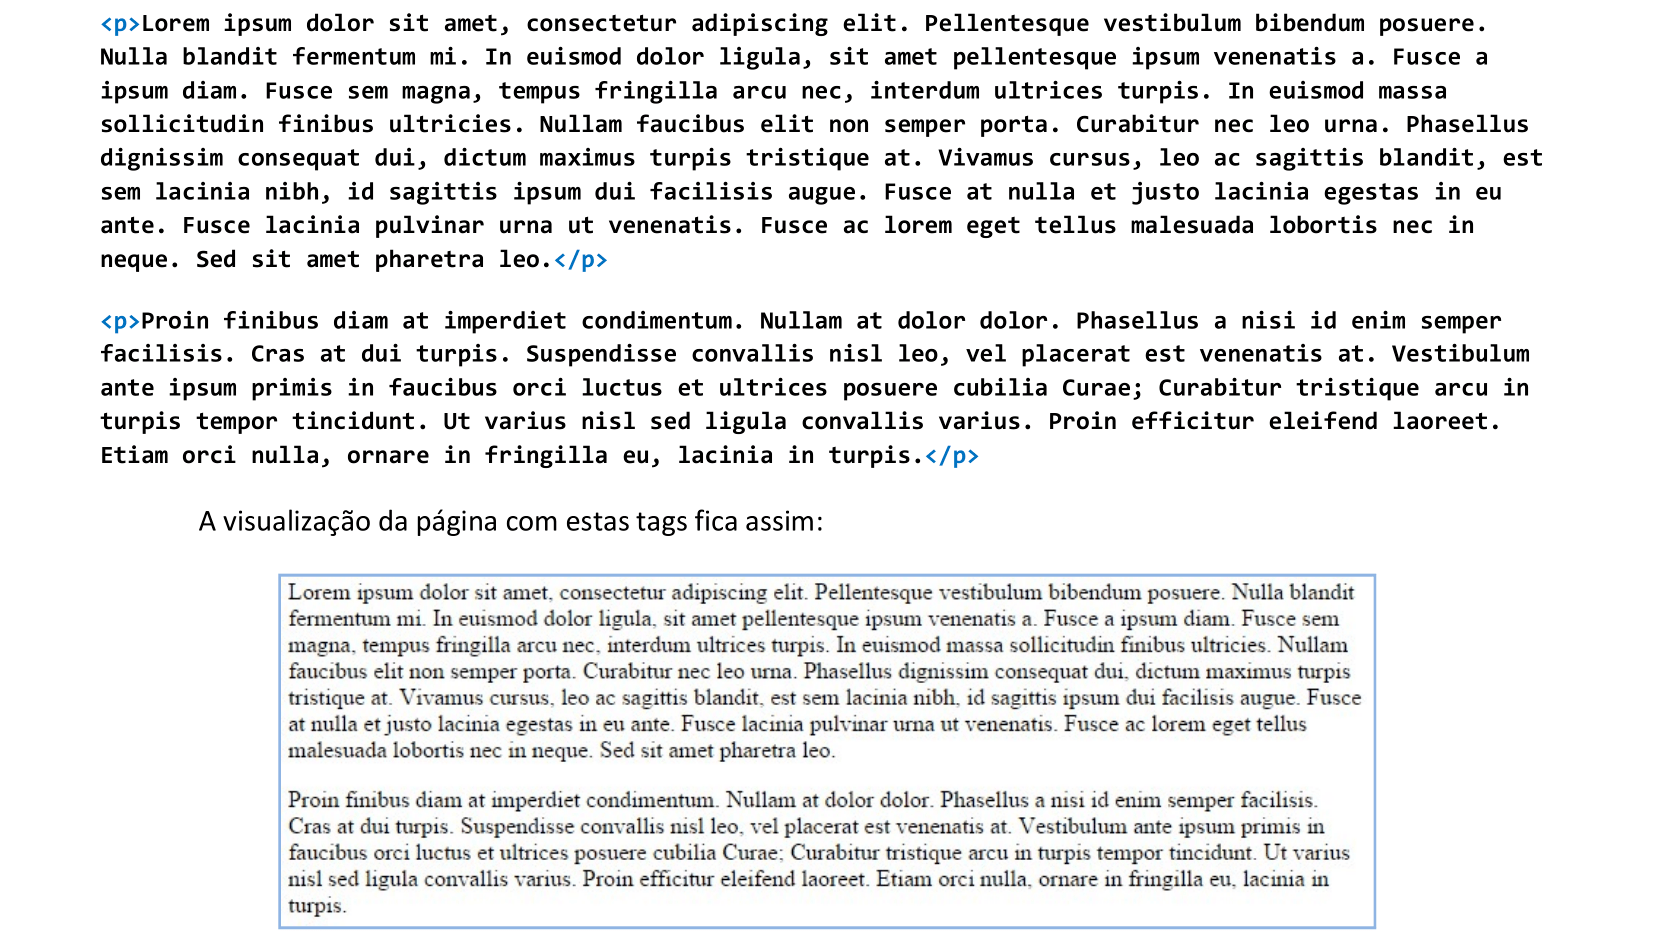 <p>Lorem ipsum dolor sit amet, consectetur adipiscing elit. Pellentesque vestibulum bibendum posuere.
Nulla blandit fermentum mi. In euismod dolor ligula, sit amet pellentesque ipsum venenatis a. Fusce a
ipsum diam. Fusce sem magna, tempus fringilla arcu nec, interdum ultrices turpis. In euismod massa
sollicitudin finibus ultricies. Nullam faucibus elit non semper porta. Curabitur nec leo urna. Phasellus
dignissim consequat dui, dictum maximus turpis tristique at. Vivamus cursus, leo ac sagittis blandit, est
sem lacinia nibh, id sagittis ipsum dui facilisis augue. Fusce at nulla et justo lacinia egestas in eu
ante. Fusce lacinia pulvinar urna ut venenatis. Fusce ac lorem eget tellus malesuada lobortis nec in
neque. Sed sit amet pharetra leo.</p>
<p>Proin finibus diam at imperdiet condimentum. Nullam at dolor dolor. Phasellus a nisi id enim semper
facilisis. Cras at dui turpis. Suspendisse convallis nisl leo, vel placerat est venenatis at. Vestibulum
ante ipsum primis in faucibus orci luctus et ultrices posuere cubilia Curae; Curabitur tristique arcu in
turpis tempor tincidunt. Ut varius nisl sed ligula convallis varius. Proin efficitur eleifend laoreet.
Etiam orci nulla, ornare in fringilla eu, lacinia in turpis.</p>
A visualização da página com estas tags fica assim:
Lorem ipsum dolor sit amet, consectetur adipiscing elit. Pellentesque vestibulum bibendum posuere. Nulla blandit
fermentum mi. In euismod dolor ligula, sit amet pellentesque ipsum venenatis a. Fusce a ipsum diam. Fusce sem
magna, tempus fringilla arcu nec, interdum ultrices turpis. In euismod massa sollicitudin finibus ultricies. Nullam
faucibus elit non semper porta. Curabitur nec leo urna. Phasellus dignissim consequat dui, dictum maximus turpis
tristique at. Vivamus cursus, leo ac sagittis blandit, est sem lacinia nibh, id sagittis ipsum dui facilisis augue. Fusce
at nulla et justo lacinia egestas in eu ante. Fusce lacinia pulvinar urna ut venenatis. Fusce ac lorem eget tellus
malesuada lobortis nec in neque. Sed sit amet pharetra leo.
Proin finibus diam at imperdiet condimentum. Nullam at dolor dolor. Phasellus a nisi id enim semper facilisis.
Cras at dui turpis. Suspendisse convallis nisl leo, vel placerat est venenatis at. Vestibulum ante ipsum primis in
faucibus orci luctus et ultrices posuere cubilia Curae; Curabitur tristique arcu in turpis tempor tincidunt. Ut varius
nisl sed ligula convallis varius. Proin efficitur eleifend laoreet. Etiam orci nulla, ornare in fringilla eu, lacinia in
turpis.